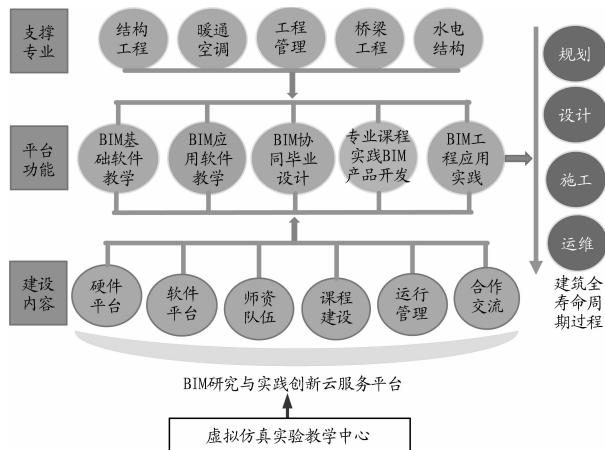 支撑
专业
结构
工程
暖通
空调
工程
管理
桥梁
工程
水电
结构
平台
功能
BIM基
础软件
教学
BIM应
用软件
教学
BIM协
同毕业
设计
专业课程
实践BIM
产品开发
BIM工
程应用
实践
建设
内容
硬件
平台
软件
平台
师资
队伍
课程
建设
运行
管理
合作
交流
规划
设计
施工
运维
建筑全
寿命周
期过程
BIM研究与实践创新云服务平台
虚拟仿真实验教学中心